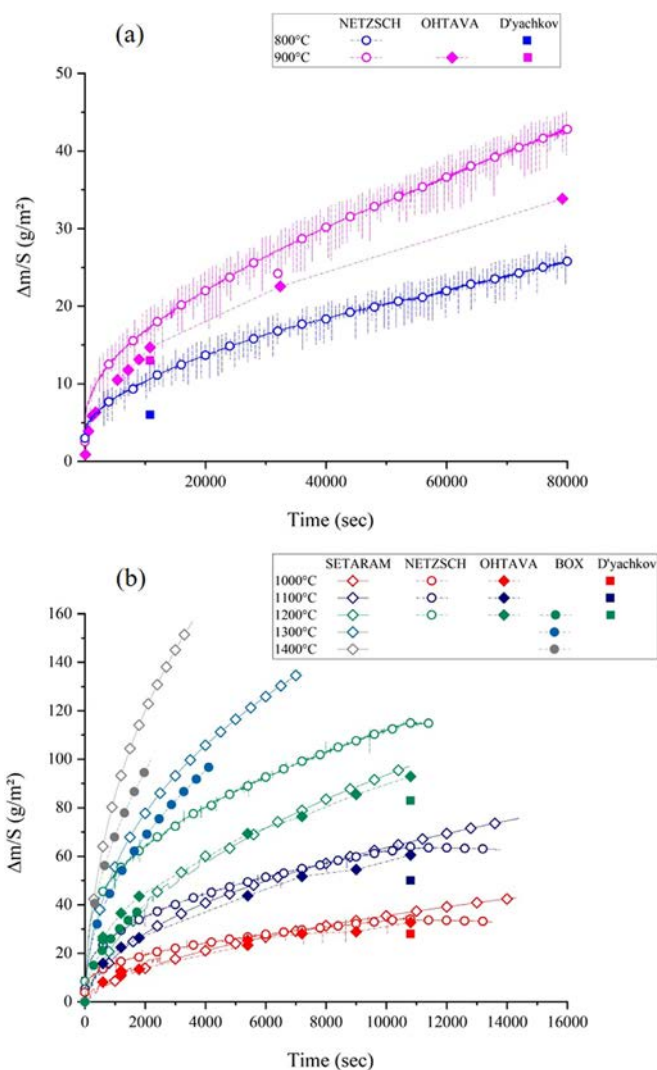 (a)
NETZSCH OHTAVA D'yachkov
800°C
900°C
50
40
30
20
10
0
Δm/S (g/m²)
20000 40000 60000 80000
Time (sec)
(b)
SETARAM NETZSCH OHTAVA BOX D'yachkov
1000°C
1100°C
1200°C
1300°C
1400°C
160
140
120
100
80
60
40
20
0
Δm/S (g/m²)
0 2000 4000 6000 8000 10000 12000 14000 16000
Time (sec)